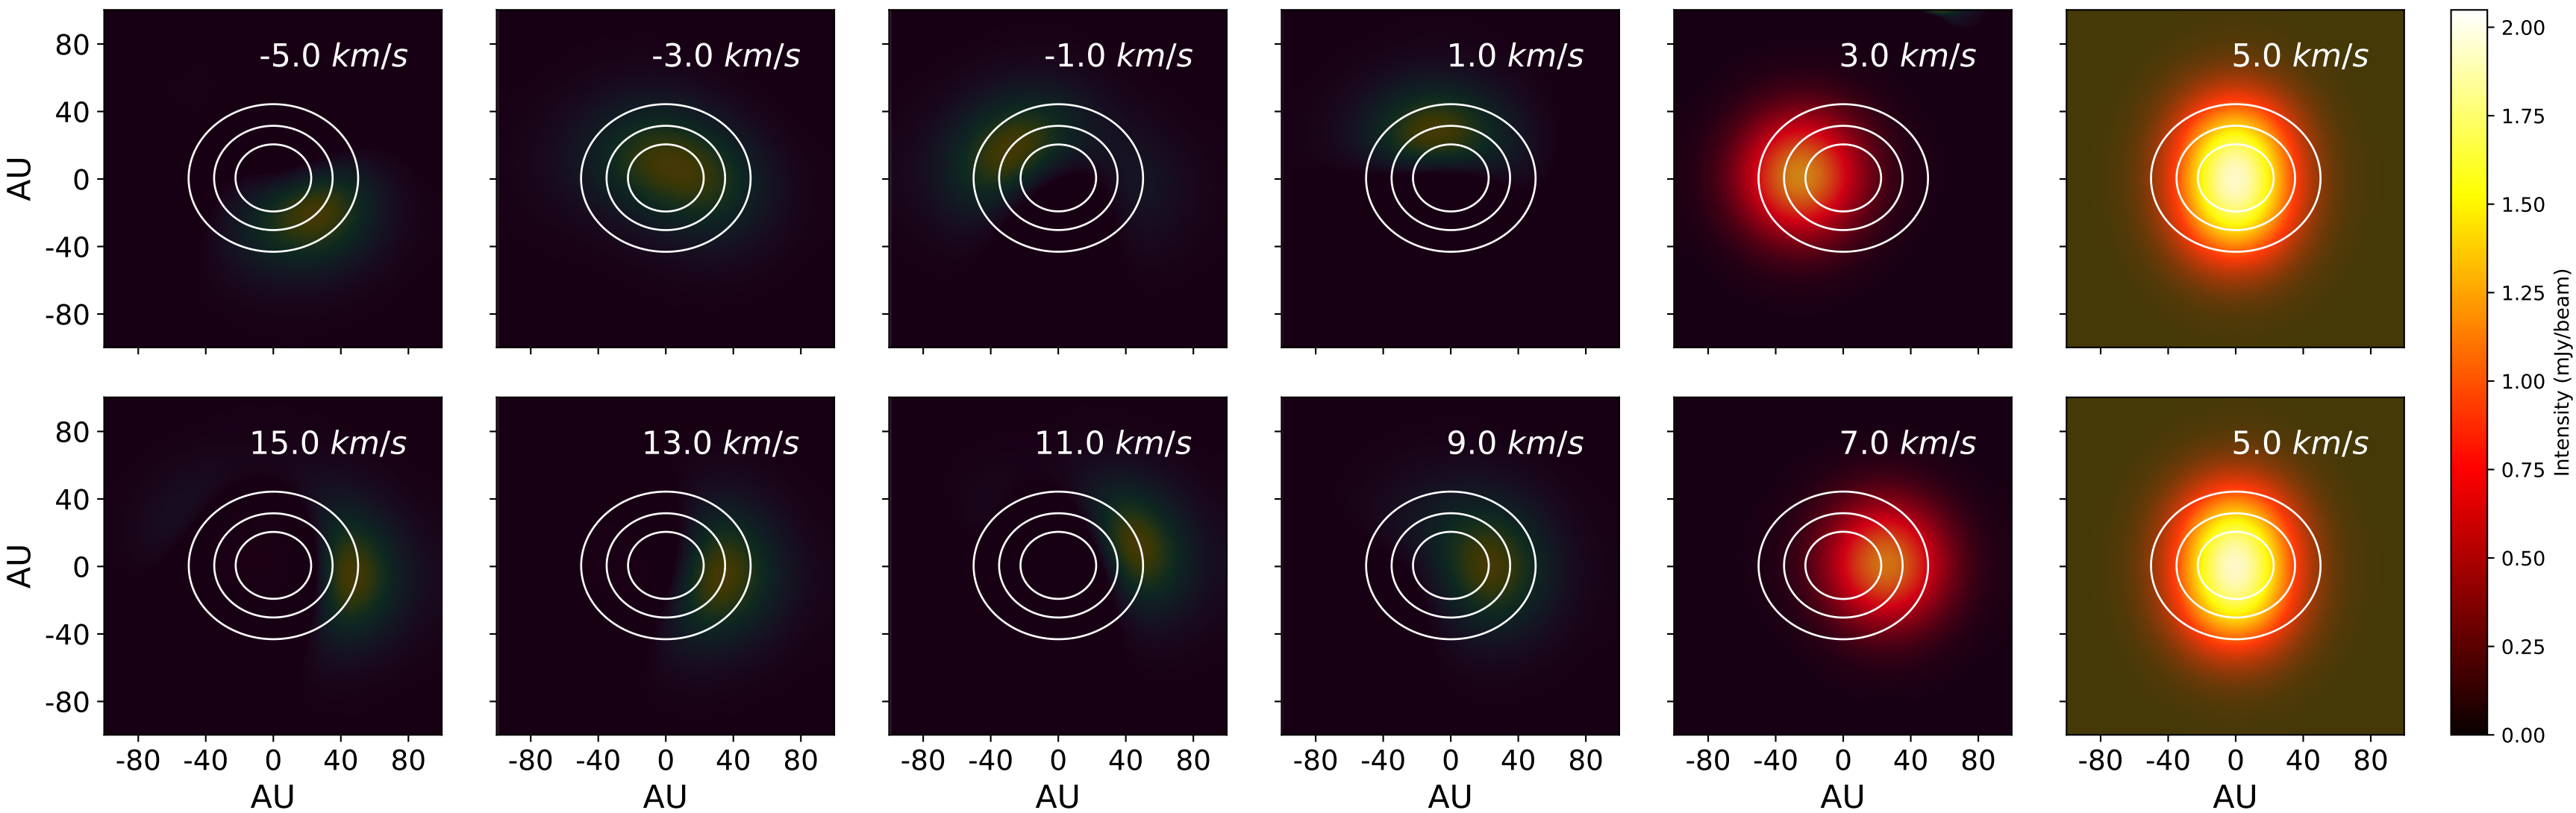 -5.0 km/s
-3.0 km/s
-1.0 km/s
1.0 km/s
3.0 km/s
5.0 km/s
80
40
0
-40
-80
AU
15.0 km/s
13.0 km/s
11.0 km/s
9.0 km/s
7.0 km/s
5.0 km/s
80
40
0
-40
-80
AU
-80 -40 0 40 80
-80 -40 0 40 80
-80 -40 0 40 80
-80 -40 0 40 80
-80 -40 0 40 80
-80 -40 0 40 80
AU
AU
AU
AU
AU
AU
2.00
1.75
1.50
1.25
1.00
0.75
0.50
0.25
0.00
Intensity (mJy/beam)